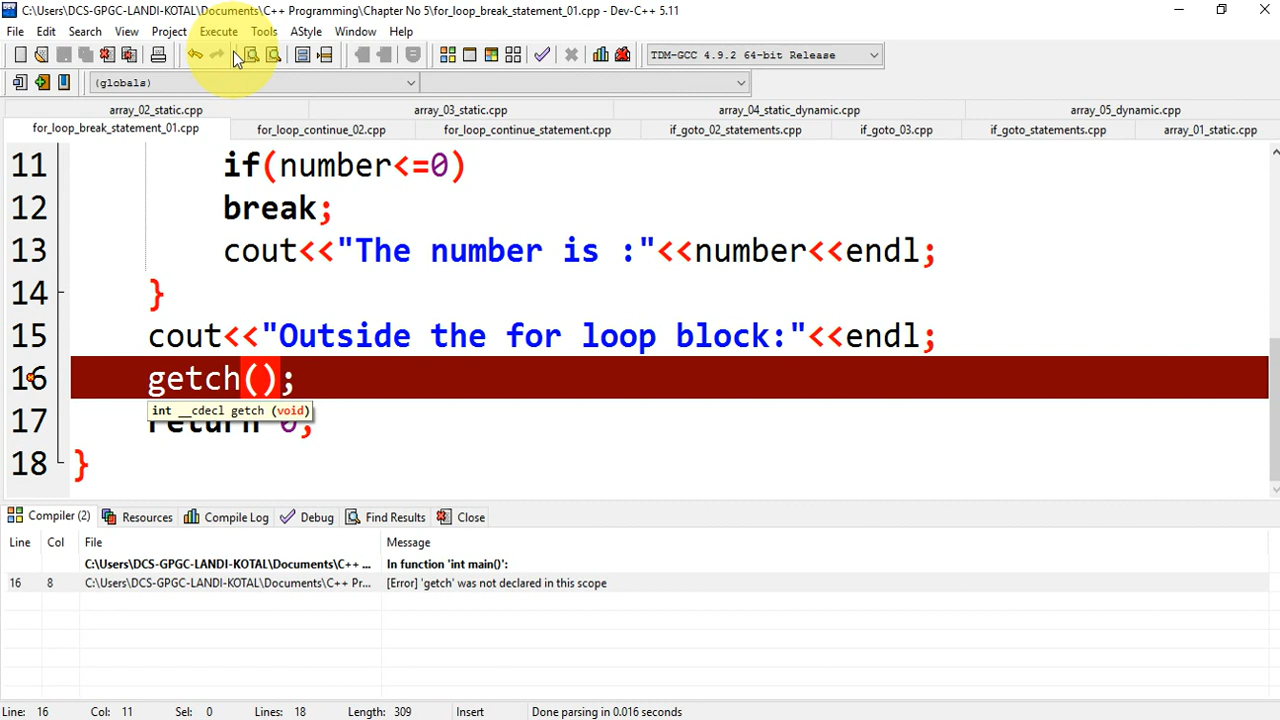 C:\Users\DCS-GPGC-LANDI-KOTAL\Documents\C++ Programming\Chapter No 5\for_loop_break_statement_01.cpp - Dev-C++ 5.11
File Edit Search View Project Execute Tools AStyle Window Help
TDM-GCC 4.9.2 64-bit Release
(globals)
array_02_static.cpp array_03_static.cpp array_04_static_dynamic.cpp array_05_dynamic.cpp
for_loop_break_statement_01.cpp for_loop_continue_02.cpp for_loop_continue_statement.cpp if_goto_02_statements.cpp if_goto_03.cpp if_goto_statements.cpp array_01_static.cpp
11 if(number<=0)
12 break;
13 cout<<"The number is :"<<number<<endl;
14 }
15 cout<<"Outside the for loop block:"<<endl;
16 getch();
int __cdecl getch (void)
17 return 0;
18 }
Compiler (2) Resources Compile Log Debug Find Results Close
Line Col File Message
C:\Users\DCS-GPGC-LANDI-KOTAL\Documents\C++ ... In function 'int main()':
16 8 C:\Users\DCS-GPGC-LANDI-KOTAL\Documents\C++ Pr... [Error] 'getch' was not declared in this scope
Line: 16 Col: 11 Sel: 0 Lines: 18 Length: 309 Insert Done parsing in 0.016 seconds